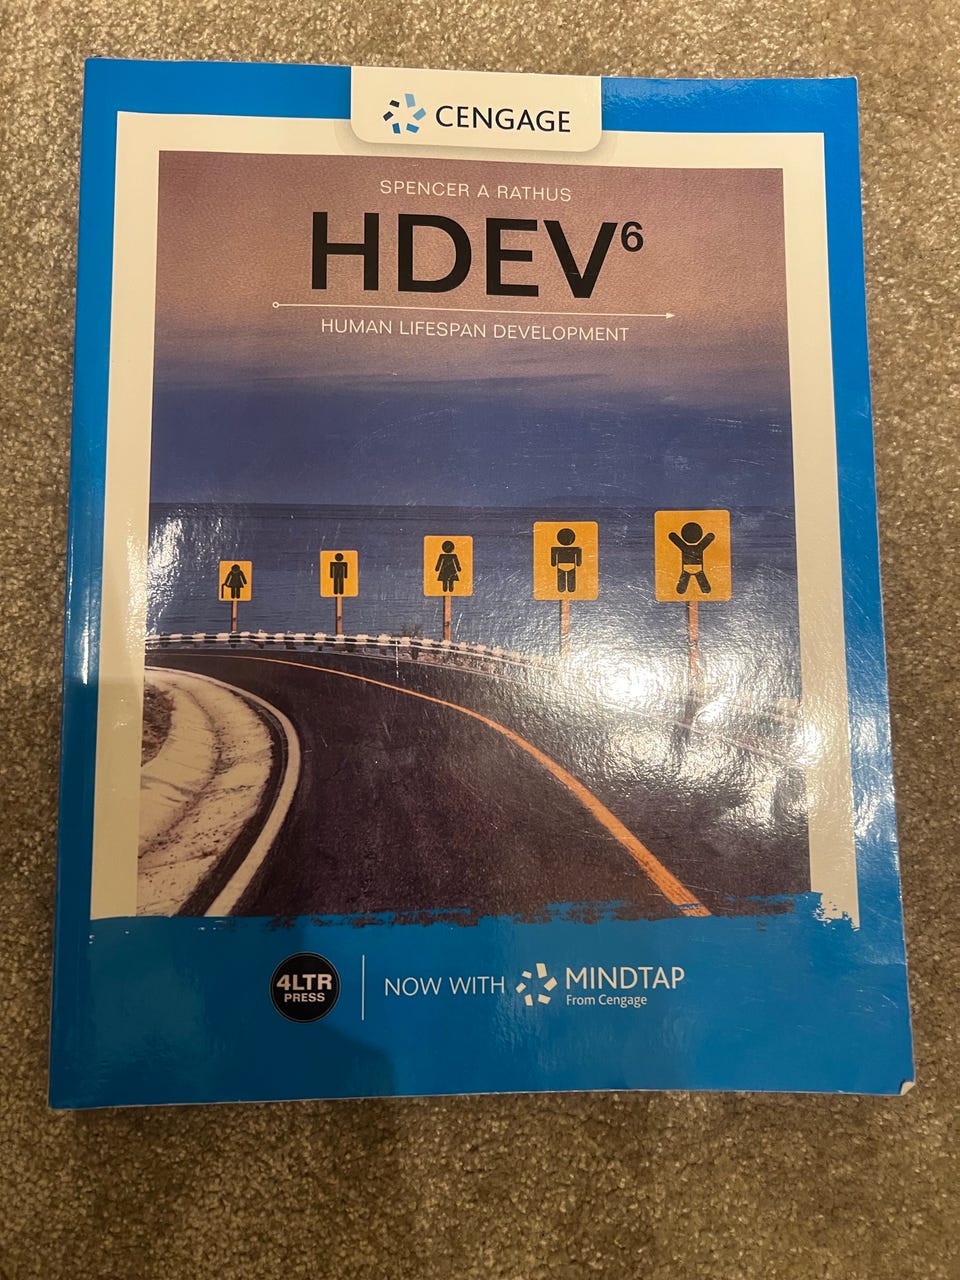 CENGAGE
SPENCER A RATHUS
HDEV⁶
HUMAN LIFESPAN DEVELOPMENT
4LTR
PRESS
NOW WITH MINDTAP
From Cengage